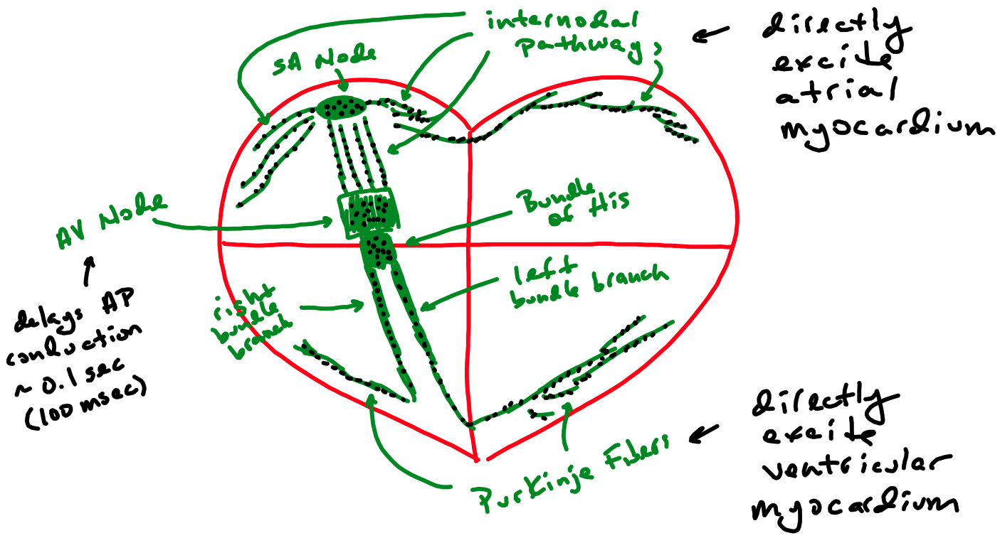 internodal
pathways
directly
excite
atrial
myocardium
SA Node
AV Node
Bundle
of His
left
bundle branch
right
bundle
branch
delays AP
conduction
~ 0.1 sec
(100 msec)
Purkinje Fibers
directly
excite
ventricular
myocardium